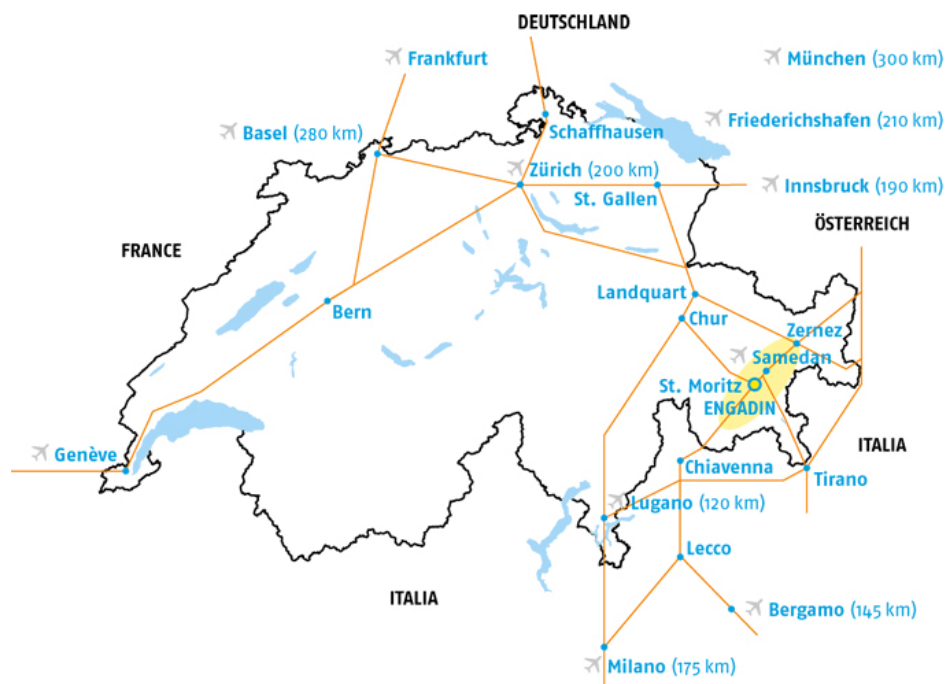 DEUTSCHLAND
Frankfurt
München (300 km)
Friederichshafen (210 km)
Basel (280 km)
Schaffhausen
Zürich (200 km)
St. Gallen
Innsbruck (190 km)
ÖSTERREICH
FRANCE
Landquart
Bern
Chur
Zernez
Samedan
St. Moritz
ENGADIN
ITALIA
Genève
Chiavenna
Tirano
Lugano (120 km)
Lecco
ITALIA
Bergamo (145 km)
Milano (175 km)